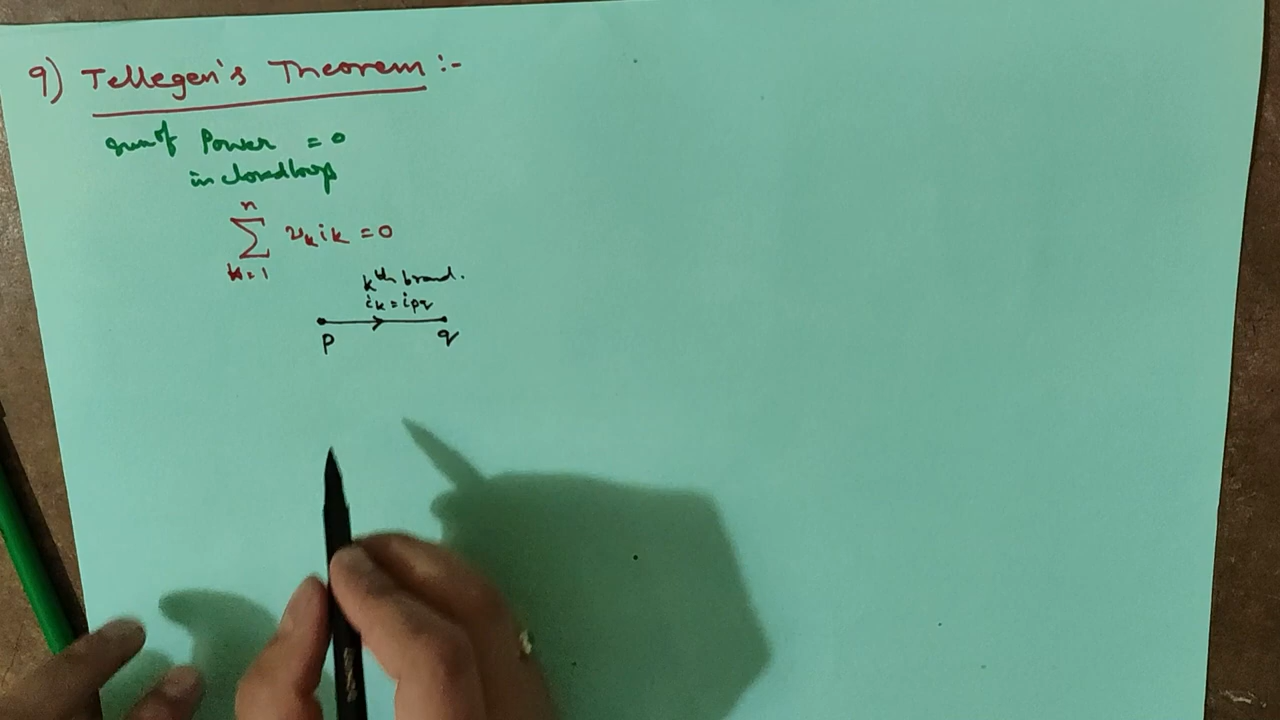 9) Tellegen's Theorem :-
sum of Power = 0
in closed loop
n
∑ vₖ iₖ = 0
k=1
kth branch.
iₖ = ipq
p q